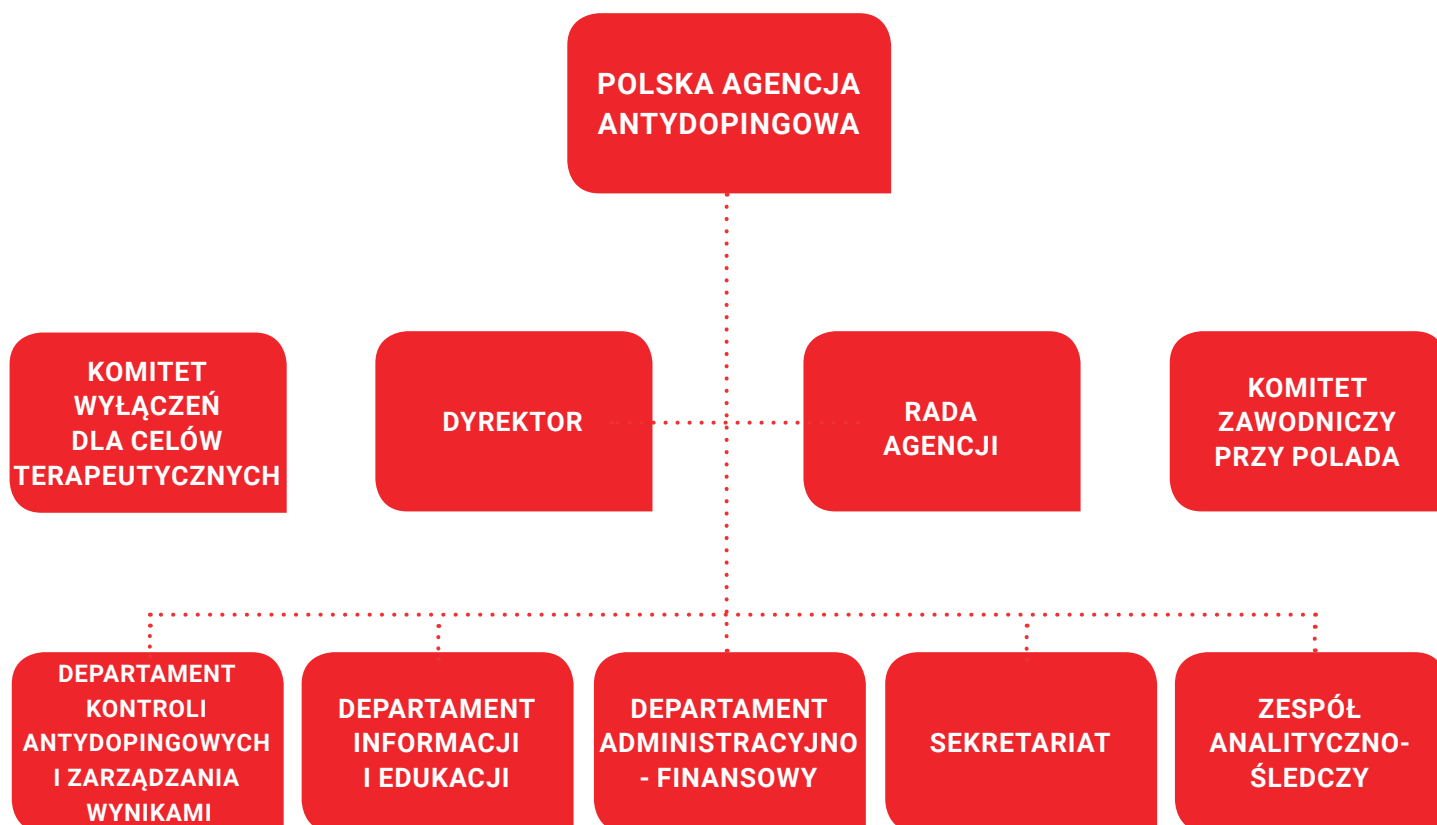 POLSKA AGENCJA
ANTYDOPINGOWA
KOMITET
WYŁĄCZEŃ
DLA CELÓW
TERAPEUTYCZNYCH
DYREKTOR
RADA
AGENCJI
KOMITET
ZAWODNICZY
PRZY POLADA
DEPARTAMENT
KONTROLI
ANTYDOPINGOWYCH
I ZARZĄDZANIA
WYNIKAMI
DEPARTAMENT
INFORMACJI
I EDUKACJI
DEPARTAMENT
ADMINISTRACYJNO
- FINANSOWY
SEKRETARIAT
ZESPÓŁ
ANALITYCZNO-
ŚLEDCZY